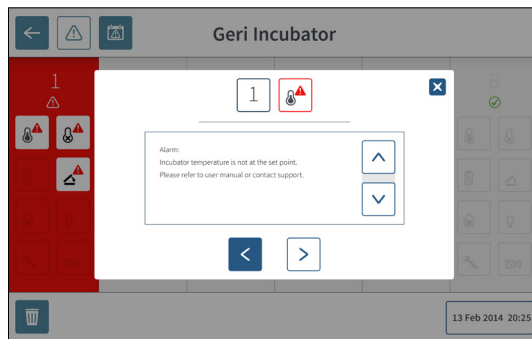 Geri Incubator
1
6
1
Alarm:
Incubator temperature is not at the set point.
Please refer to user manual or contact support.
13 Feb 2014 20:25